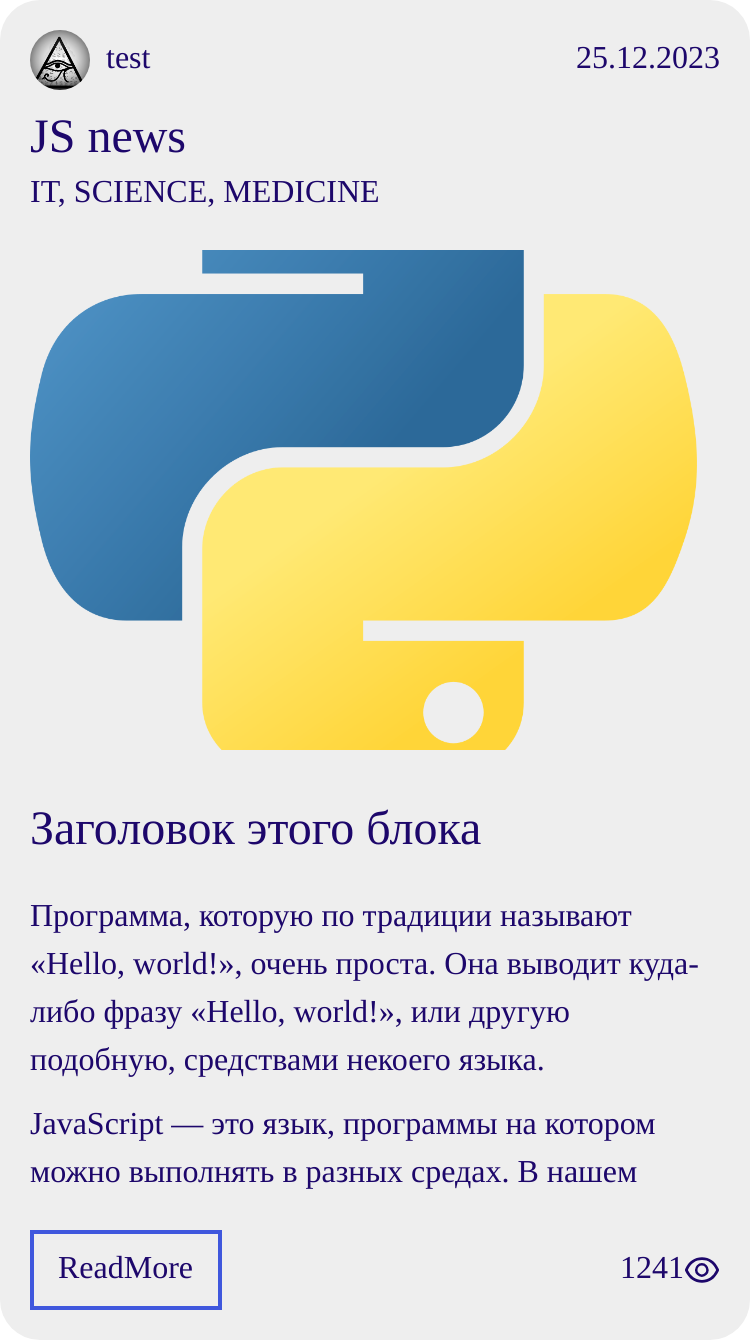 test
25.12.2023
JS news
IT, SCIENCE, MEDICINE
Заголовок этого блока
Программа, которую по традиции называют
«Hello, world!», очень проста. Она выводит куда-
либо фразу «Hello, world!», или другую
подобную, средствами некоего языка.
JavaScript — это язык, программы на котором
можно выполнять в разных средах. В нашем
ReadMore
1241